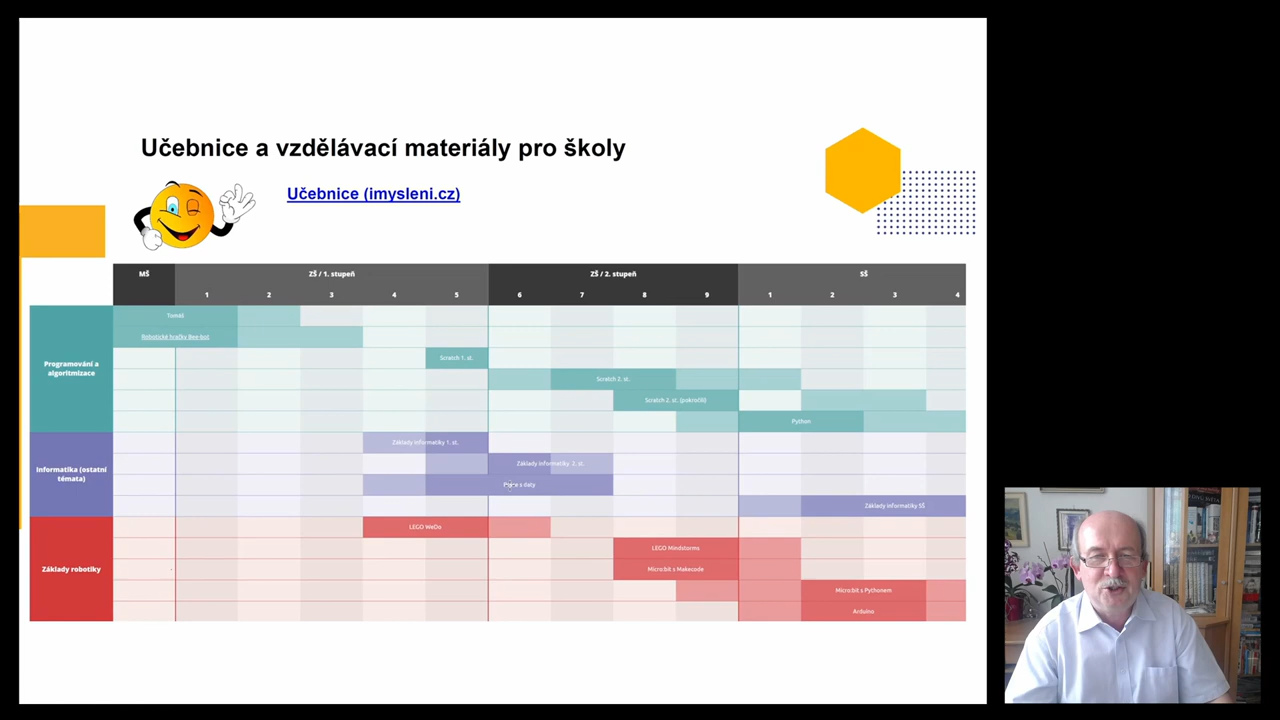 Učebnice a vzdělávací materiály pro školy
Učebnice (imysleni.cz)
MŠ ZŠ / 1. stupeň ZŠ / 2. stupeň SŠ
1 2 3 4 5 6 7 8 9 1 2 3 4
Programování a
algoritmizace
Tomáš
Robotické hračky Bee-bot
Scratch 1. st.
Scratch 2. st.
Scratch 2. st. (pokročilí)
Python
Informatika (ostatní
témata)
Základy informatiky 1. st.
Základy informatiky 2. st.
Práce s daty
Základy informatiky SŠ
Základy robotiky
LEGO WeDo
LEGO Mindstorms
Micro:bit s Makecode
Micro:bit s Pythonem
Arduino